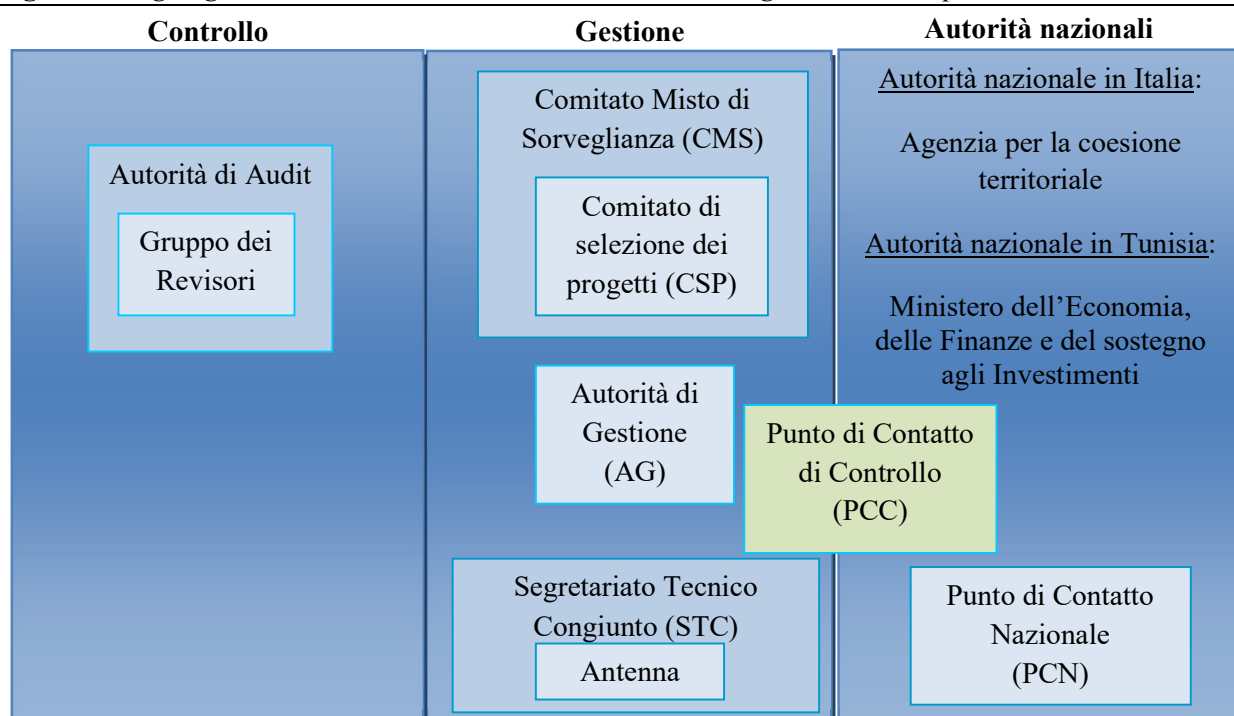 Controllo
Autorità di Audit
Gruppo dei
Revisori
Gestione
Comitato Misto di
Sorveglianza (CMS)
Comitato di
selezione dei
progetti (CSP)
Autorità di
Gestione
(AG)
Punto di Contatto
di Controllo
(PCC)
Segretariato Tecnico
Congiunto (STC)
Antenna
Autorità nazionali
Autorità nazionale in Italia:
Agenzia per la coesione
territoriale
Autorità nazionale in Tunisia:
Ministero dell’Economia,
delle Finanze e del sostegno
agli Investimenti
Punto di Contatto
Nazionale
(PCN)